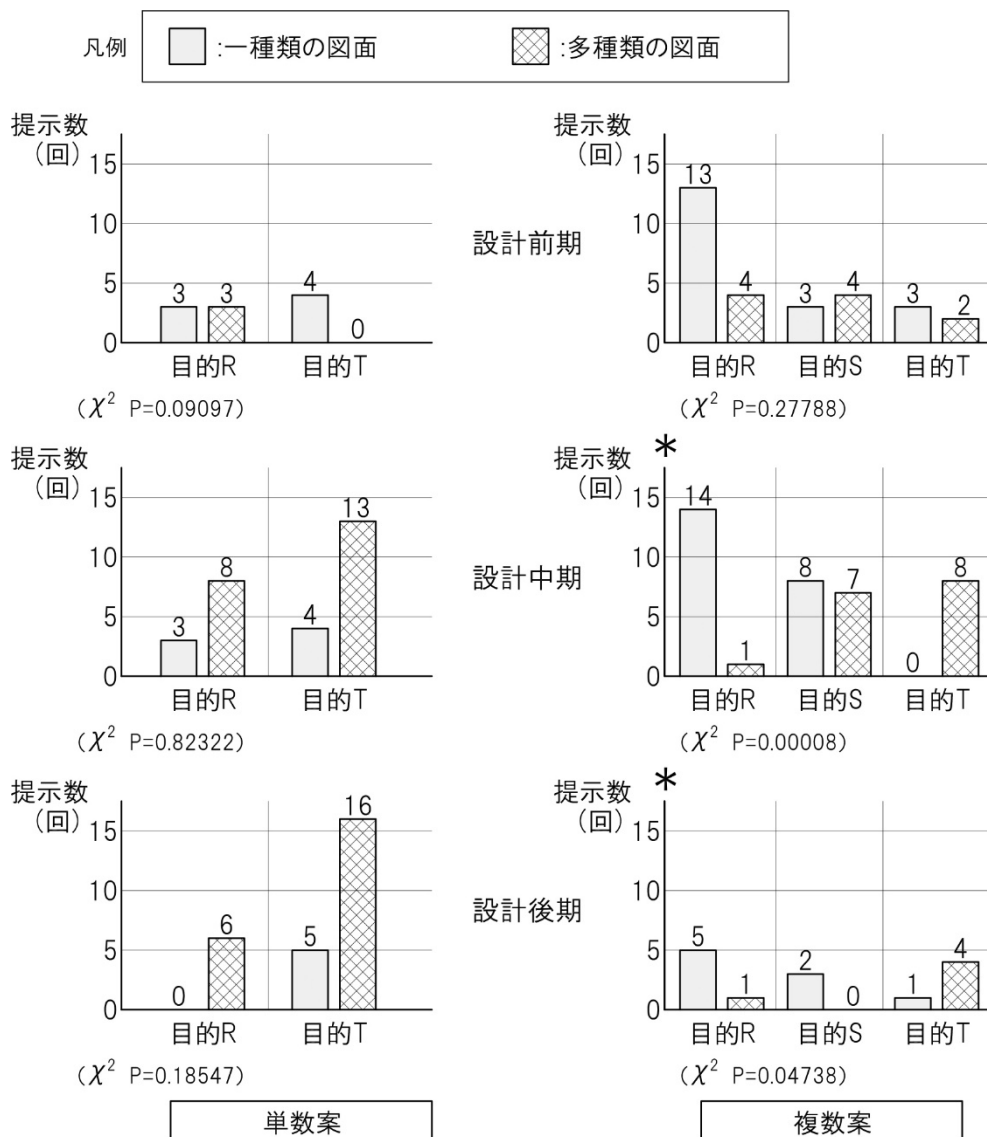 凡例 :一種類の図面 :多種類の図面
提示数
(回)
15
10
5
0
3 3 4 0
目的R 目的T
(χ² P=0.09097)
設計前期
提示数
(回)
15
10
5
0
13 4 3 4 3 2
目的R 目的S 目的T
(χ² P=0.27788)
提示数
(回)
15
10
5
0
3 8 4 13
目的R 目的T
(χ² P=0.82322)
設計中期
*
提示数
(回)
15
10
5
0
14 1 8 7 0 8
目的R 目的S 目的T
(χ² P=0.00008)
提示数
(回)
15
10
5
0
0 6 5 16
目的R 目的T
(χ² P=0.18547)
設計後期
*
提示数
(回)
15
10
5
0
5 1 2 0 1 4
目的R 目的S 目的T
(χ² P=0.04738)
単数案
複数案